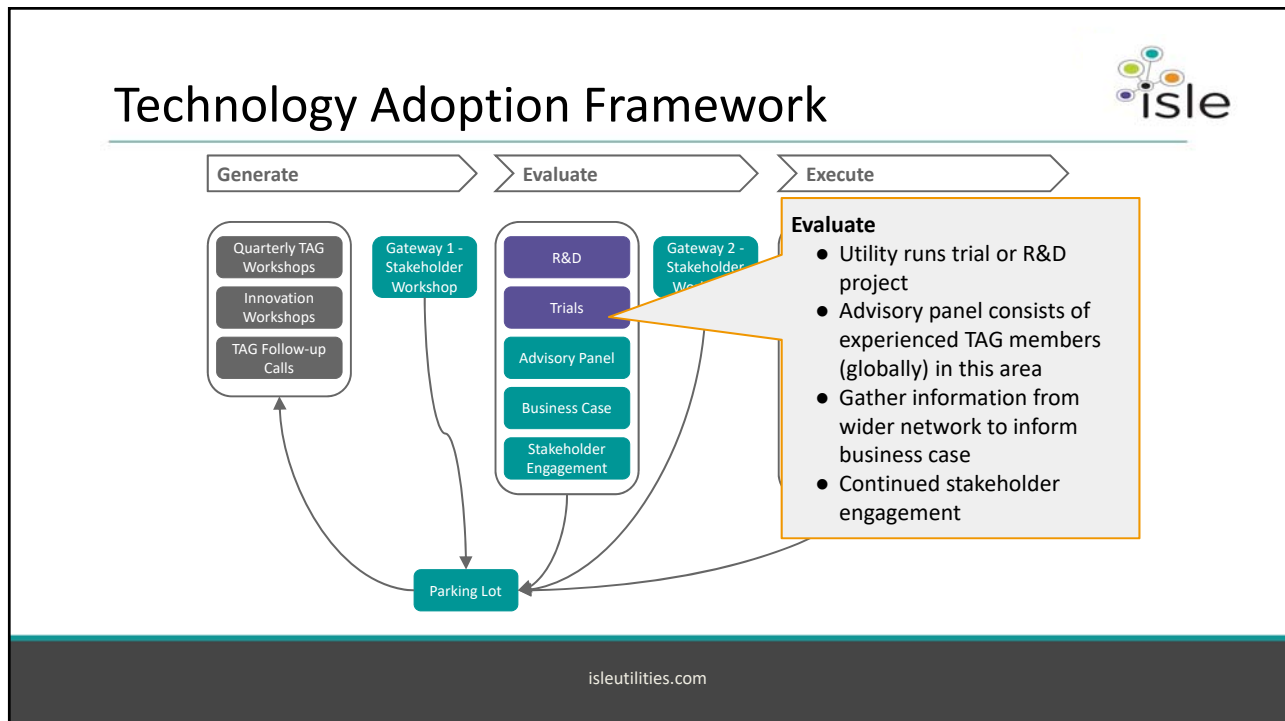 Technology Adoption Framework
isle
Generate
Evaluate
Execute
Quarterly TAG
Workshops
Innovation
Workshops
TAG Follow-up
Calls
Gateway 1 -
Stakeholder
Workshop
R&D
Trials
Advisory Panel
Business Case
Stakeholder
Engagement
Gateway 2 -
Stakeholder
Evaluate
● Utility runs trial or R&D
project
● Advisory panel consists of
experienced TAG members
(globally) in this area
● Gather information from
wider network to inform
business case
● Continued stakeholder
engagement
Parking Lot
isleutilities.com